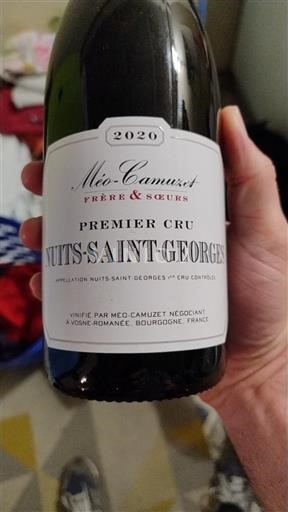 2020
Méo-Camuzet
FRÈRE & SŒURS
PREMIER CRU
NUITS-SAINT-GEORGES
APPELLATION NUITS-SAINT-GEORGES 1ER CRU CONTRÔLÉE
VINIFIÉ PAR MÉO-CAMUZET NÉGOCIANT
À VOSNE-ROMANÉE, BOURGOGNE, FRANCE